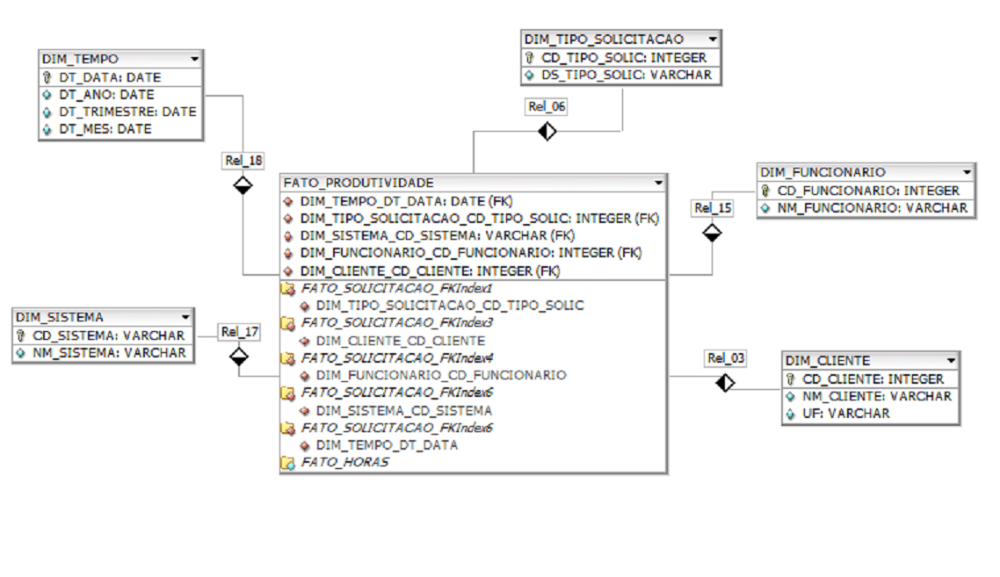 DIM_TEMPO
DT_DATA: DATE
DT_ANO: DATE
DT_TRIMESTRE: DATE
DT_MES: DATE
DIM_TIPO_SOLICITACAO
CD_TIPO_SOLIC: INTEGER
DS_TIPO_SOLIC: VARCHAR
Rel_06
Rel_18
FATO_PRODUTIVIDADE
DIM_TEMPO_DT_DATA: DATE (FK)
DIM_TIPO_SOLICITACAO_CD_TIPO_SOLIC: INTEGER (FK)
DIM_SISTEMA_CD_SISTEMA: VARCHAR (FK)
DIM_FUNCIONARIO_CD_FUNCIONARIO: INTEGER (FK)
DIM_CLIENTE_CD_CLIENTE: INTEGER (FK)
FATO_SOLICITACAO_FKIndex1
DIM_TIPO_SOLICITACAO_CD_TIPO_SOLIC
FATO_SOLICITACAO_FKIndex3
DIM_CLIENTE_CD_CLIENTE
FATO_SOLICITACAO_FKIndex4
DIM_FUNCIONARIO_CD_FUNCIONARIO
FATO_SOLICITACAO_FKIndex6
DIM_SISTEMA_CD_SISTEMA
FATO_SOLICITACAO_FKIndex6
DIM_TEMPO_DT_DATA
FATO_HORAS
DIM_FUNCIONARIO
CD_FUNCIONARIO: INTEGER
NM_FUNCIONARIO: VARCHAR
Rel_15
DIM_SISTEMA
CD_SISTEMA: VARCHAR
NM_SISTEMA: VARCHAR
Rel_17
Rel_03
DIM_CLIENTE
CD_CLIENTE: INTEGER
NM_CLIENTE: VARCHAR
UF: VARCHAR